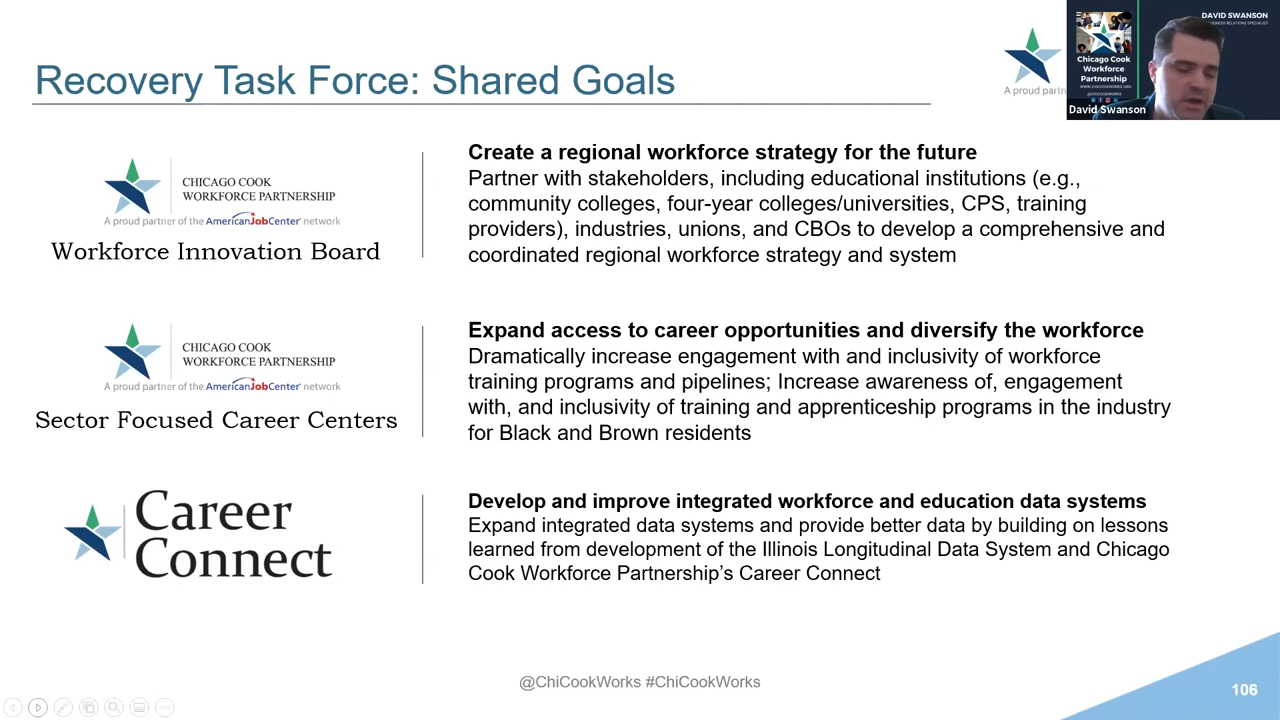 Recovery Task Force: Shared Goals
A proud partn
Chicago Cook
Workforce
Partnership
WWW.CHICOOKWORKS.ORG
@CHICOOKWORKS
DAVID SWANSON
David Swanson
CHICAGO COOK
WORKFORCE PARTNERSHIP
A proud partner of the AmericanJobCenter network
Workforce Innovation Board
Create a regional workforce strategy for the future
Partner with stakeholders, including educational institutions (e.g.,
community colleges, four-year colleges/universities, CPS, training
providers), industries, unions, and CBOs to develop a comprehensive and
coordinated regional workforce strategy and system
CHICAGO COOK
WORKFORCE PARTNERSHIP
A proud partner of the AmericanJobCenter network
Sector Focused Career Centers
Expand access to career opportunities and diversify the workforce
Dramatically increase engagement with and inclusivity of workforce
training programs and pipelines; Increase awareness of, engagement
with, and inclusivity of training and apprenticeship programs in the industry
for Black and Brown residents
Career
Connect
Develop and improve integrated workforce and education data systems
Expand integrated data systems and provide better data by building on lessons
learned from development of the Illinois Longitudinal Data System and Chicago
Cook Workforce Partnership’s Career Connect
@ChiCookWorks #ChiCookWorks
106